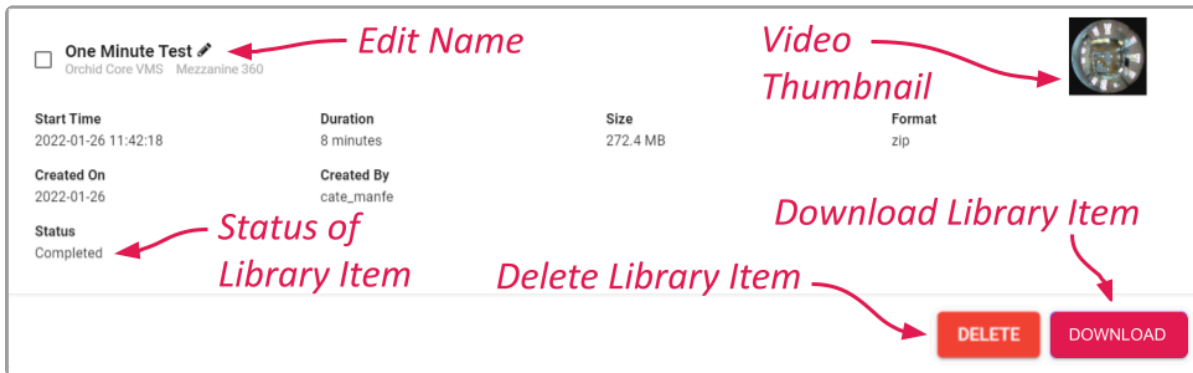 One Minute Test
Edit Name
Orchid Core VMS Mezzanine 360
Video
Thumbnail
Start Time
Duration
Size
Format
2022-01-26 11:42:18
8 minutes
272.4 MB
zip
Created On
Created By
2022-01-26
cate_manfe
Status
Completed
Status of
Library Item
Download Library Item
Delete Library Item
DELETE
DOWNLOAD